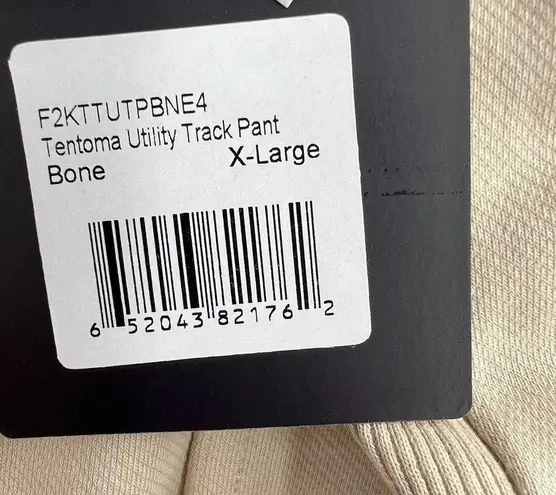 F2KTTUTPBNE4
Tentoma Utility Track Pant
Bone X-Large
6 52043 82176 2